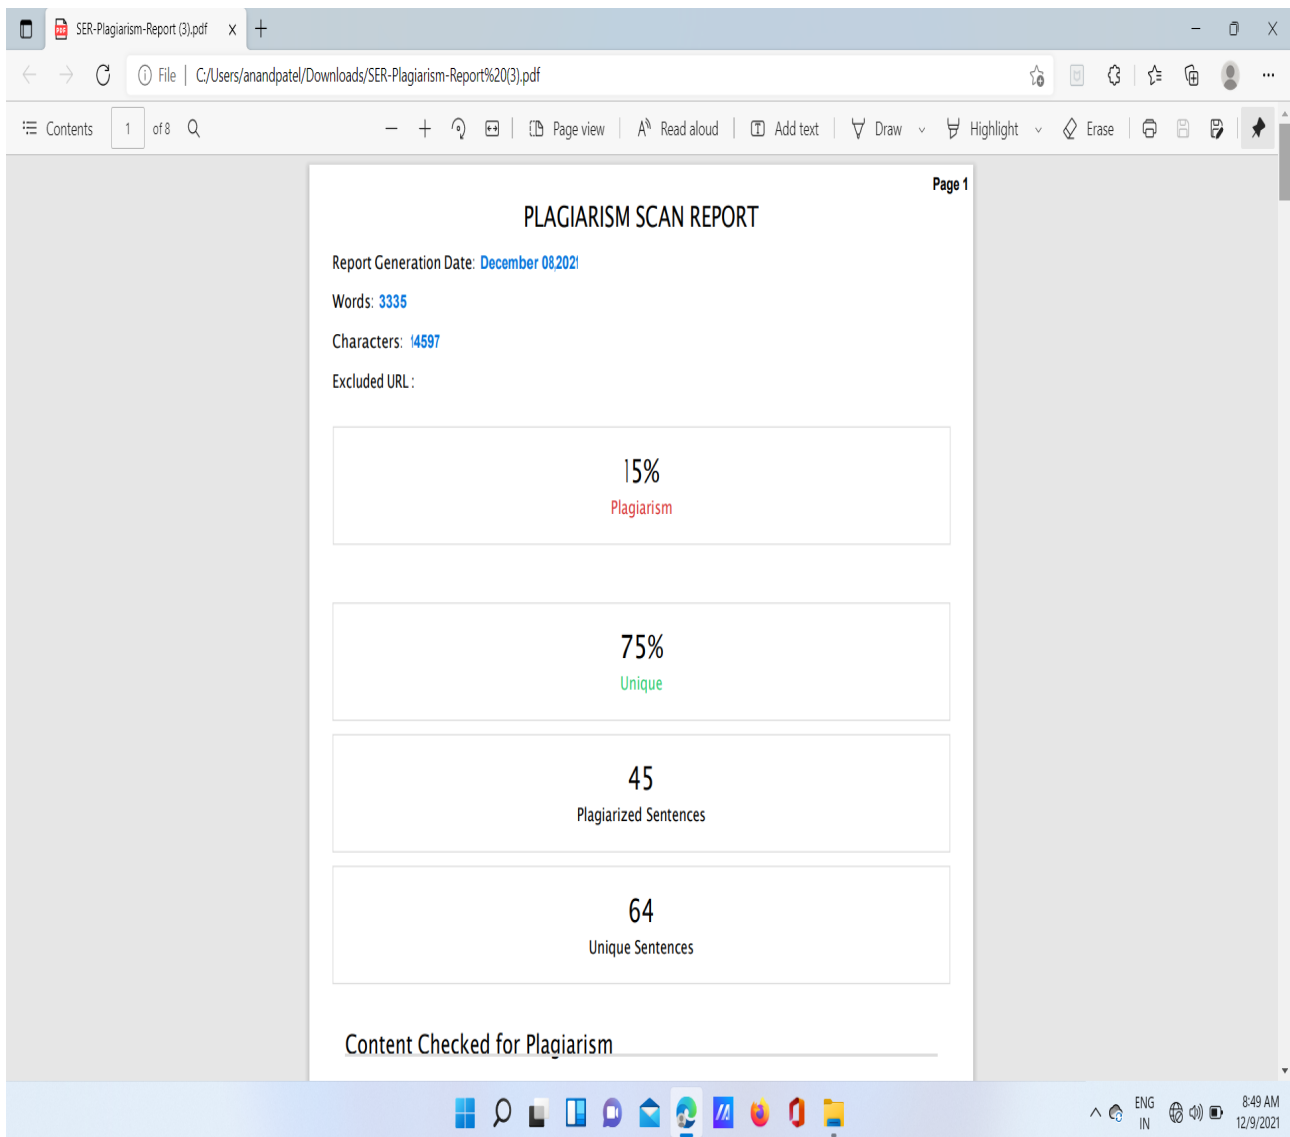 SER-Plagiarism-Report (3).pdf
File | C:/Users/anandpatel/Downloads/SER-Plagiarism-Report%20(3).pdf
Contents 1 of 8 Page view Read aloud Add text Draw Highlight Erase
Page 1
PLAGIARISM SCAN REPORT
Report Generation Date: December 08,2021
Words: 3335
Characters: 14597
Excluded URL :
15%
Plagiarism
75%
Unique
45
Plagiarized Sentences
64
Unique Sentences
Content Checked for Plagiarism
ENG 8:49 AM
IN 12/9/2021